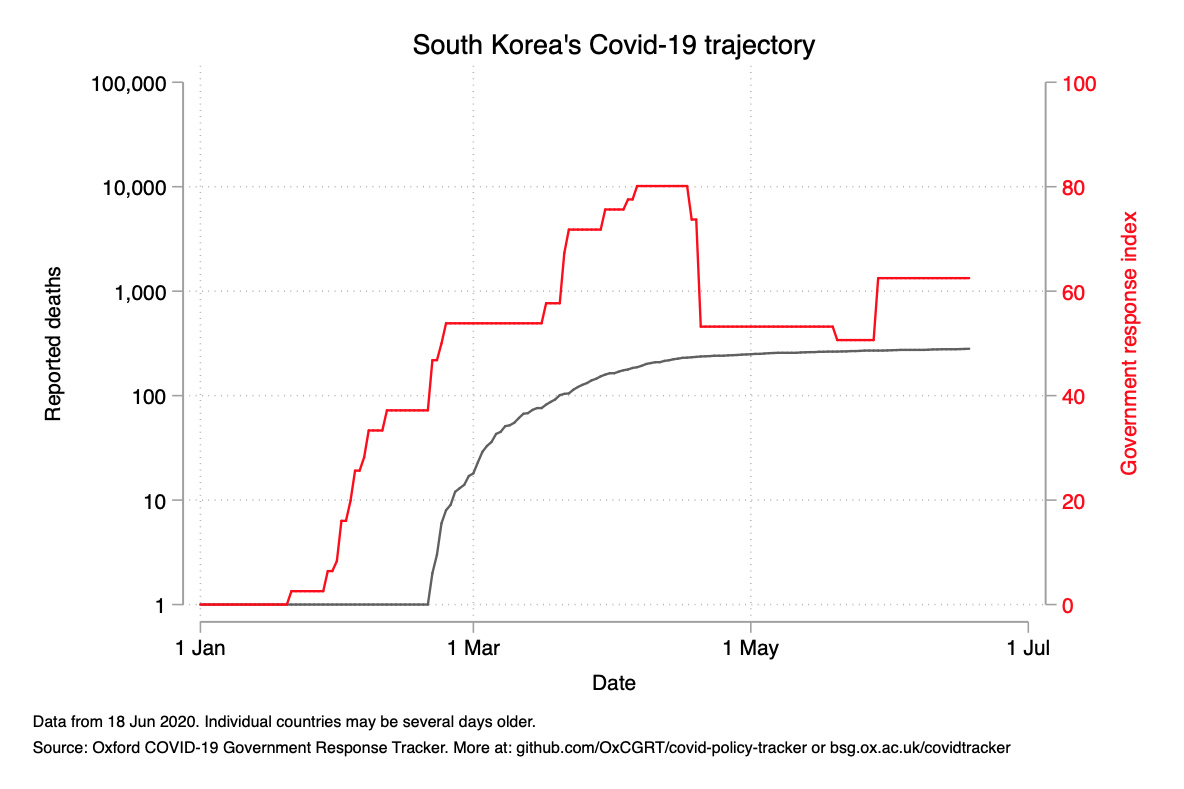 South Korea's Covid-19 trajectory
100,000
10,000
1,000
100
10
1
Reported deaths
100
80
60
40
20
0
Government response index
1 Jan
1 Mar
1 May
1 Jul
Date
Data from 18 Jun 2020. Individual countries may be several days older.
Source: Oxford COVID-19 Government Response Tracker. More at: github.com/OxCGRT/covid-policy-tracker or bsg.ox.ac.uk/covidtracker